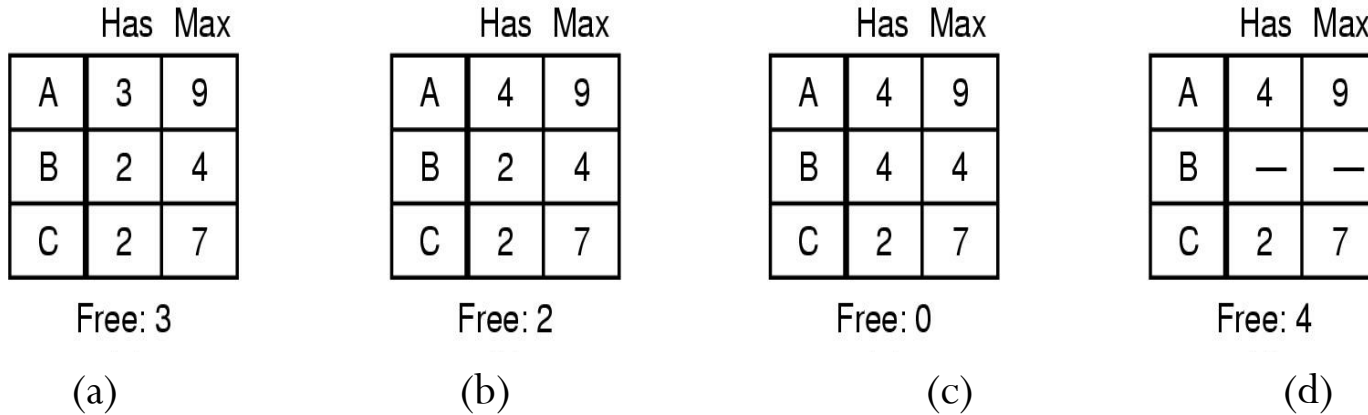 Has Max Has Max Has Max Has Max
A 3 9 A 4 9 A 4 9 A 4 9
B 2 4 B 2 4 B 4 4 B — —
C 2 7 C 2 7 C 2 7 C 2 7
Free: 3 Free: 2 Free: 0 Free: 4
(a) (b) (c) (d)